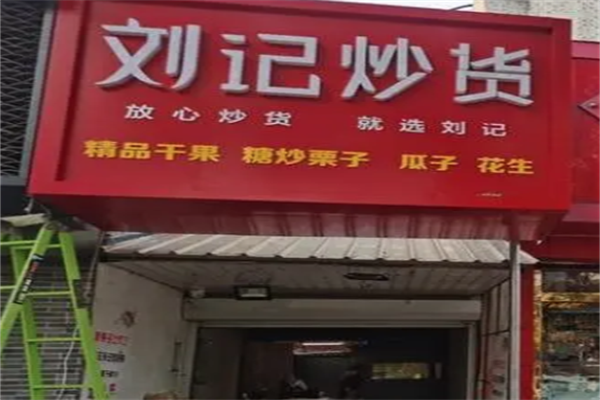 刘记炒货
放心炒货 就选刘记
精品干果 糖炒栗子 瓜子 花生